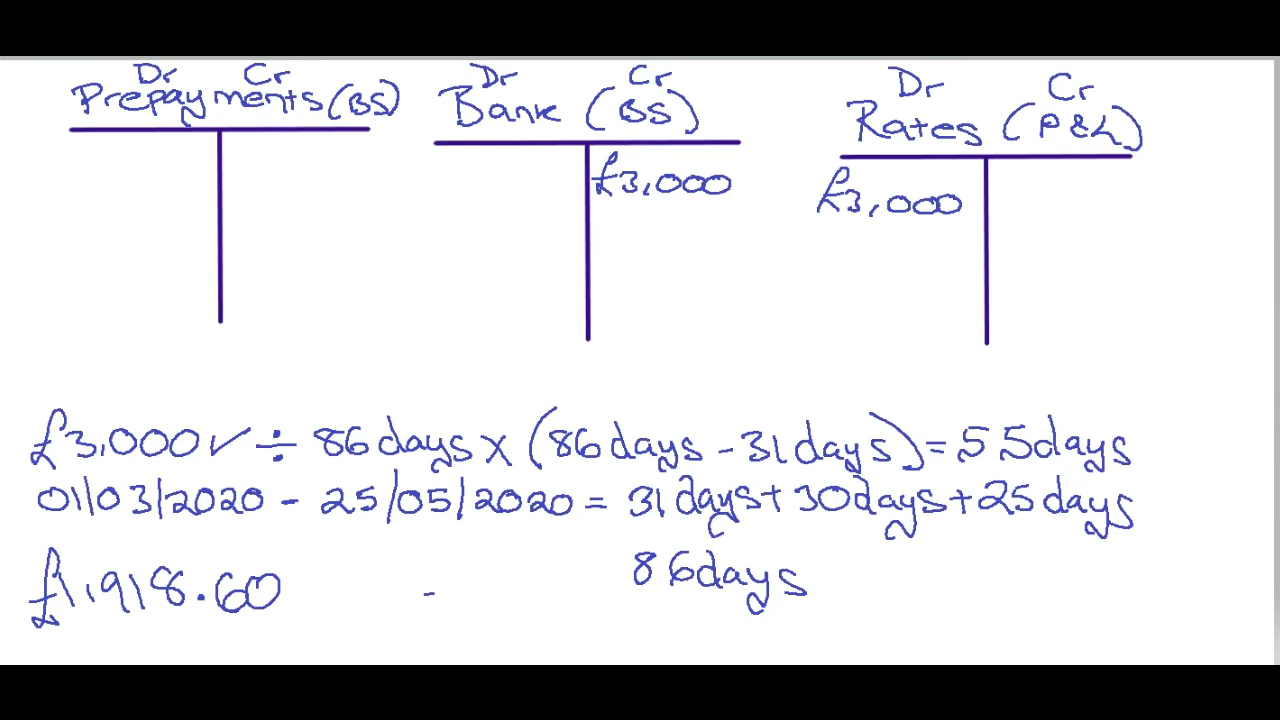 Dr Cr Dr Cr Dr Cr
Prepayments (BS) Bank (BS) Rates (P&L)
£3,000 £3,000
£3,000 ✓ ÷ 86 days x (86 days - 31 days) = 55 days
01/03/2020 - 25/05/2020 = 31 days + 30 days + 25 days
£1,918.60 - 86 days